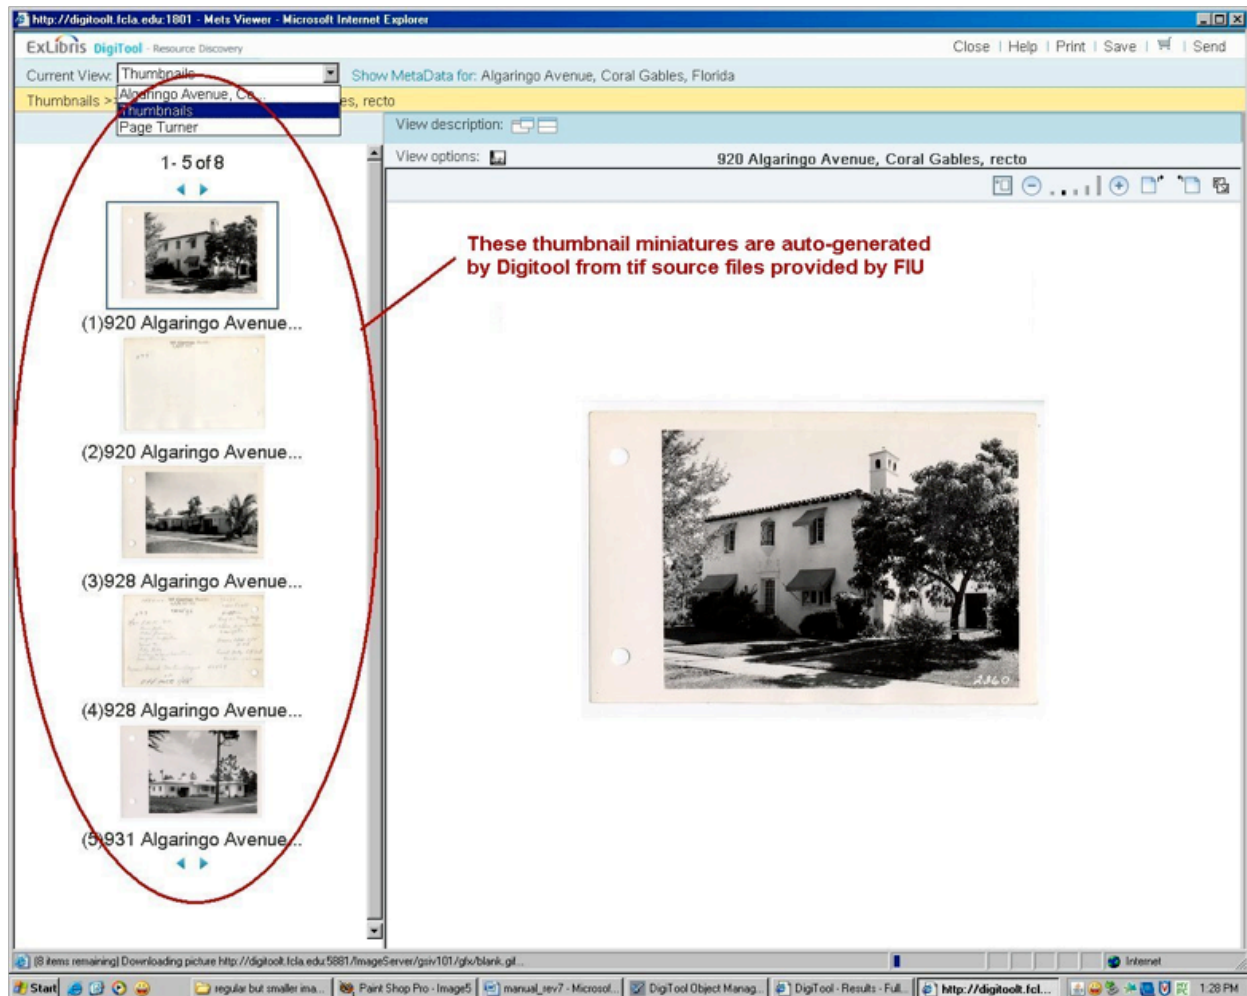 http://digitoolt.fcla.edu:1801 - Mets Viewer - Microsoft Internet Explorer
ExLibris DigiTool - Resource Discovery
Close | Help | Print | Save | | Send
Current View: Thumbnails Show MetaData for: Algaringo Avenue, Coral Gables, Florida
Algaringo Avenue, Co...
Thumbnails >> es, recto
Thumbnails
Page Turner
View description:
1- 5 of 8
View options: 920 Algaringo Avenue, Coral Gables, recto
These thumbnail miniatures are auto-generated
by Digitool from tif source files provided by FIU
(1)920 Algaringo Avenue...
(2)920 Algaringo Avenue...
(3)928 Algaringo Avenue...
(4)928 Algaringo Avenue...
(5)931 Algaringo Avenue...
2360
(8 items remaining) Downloading picture http://digitoolt.fcla.edu:5881/ImageServer/gsiv101/gfx/blank.gif...
Internet
Start regular but smaller ima... Paint Shop Pro - Image5 manual_rev7 - Microsof... DigiTool Object Manag... DigiTool - Results - Full... http://digitoolt.fcl... 1:28 PM